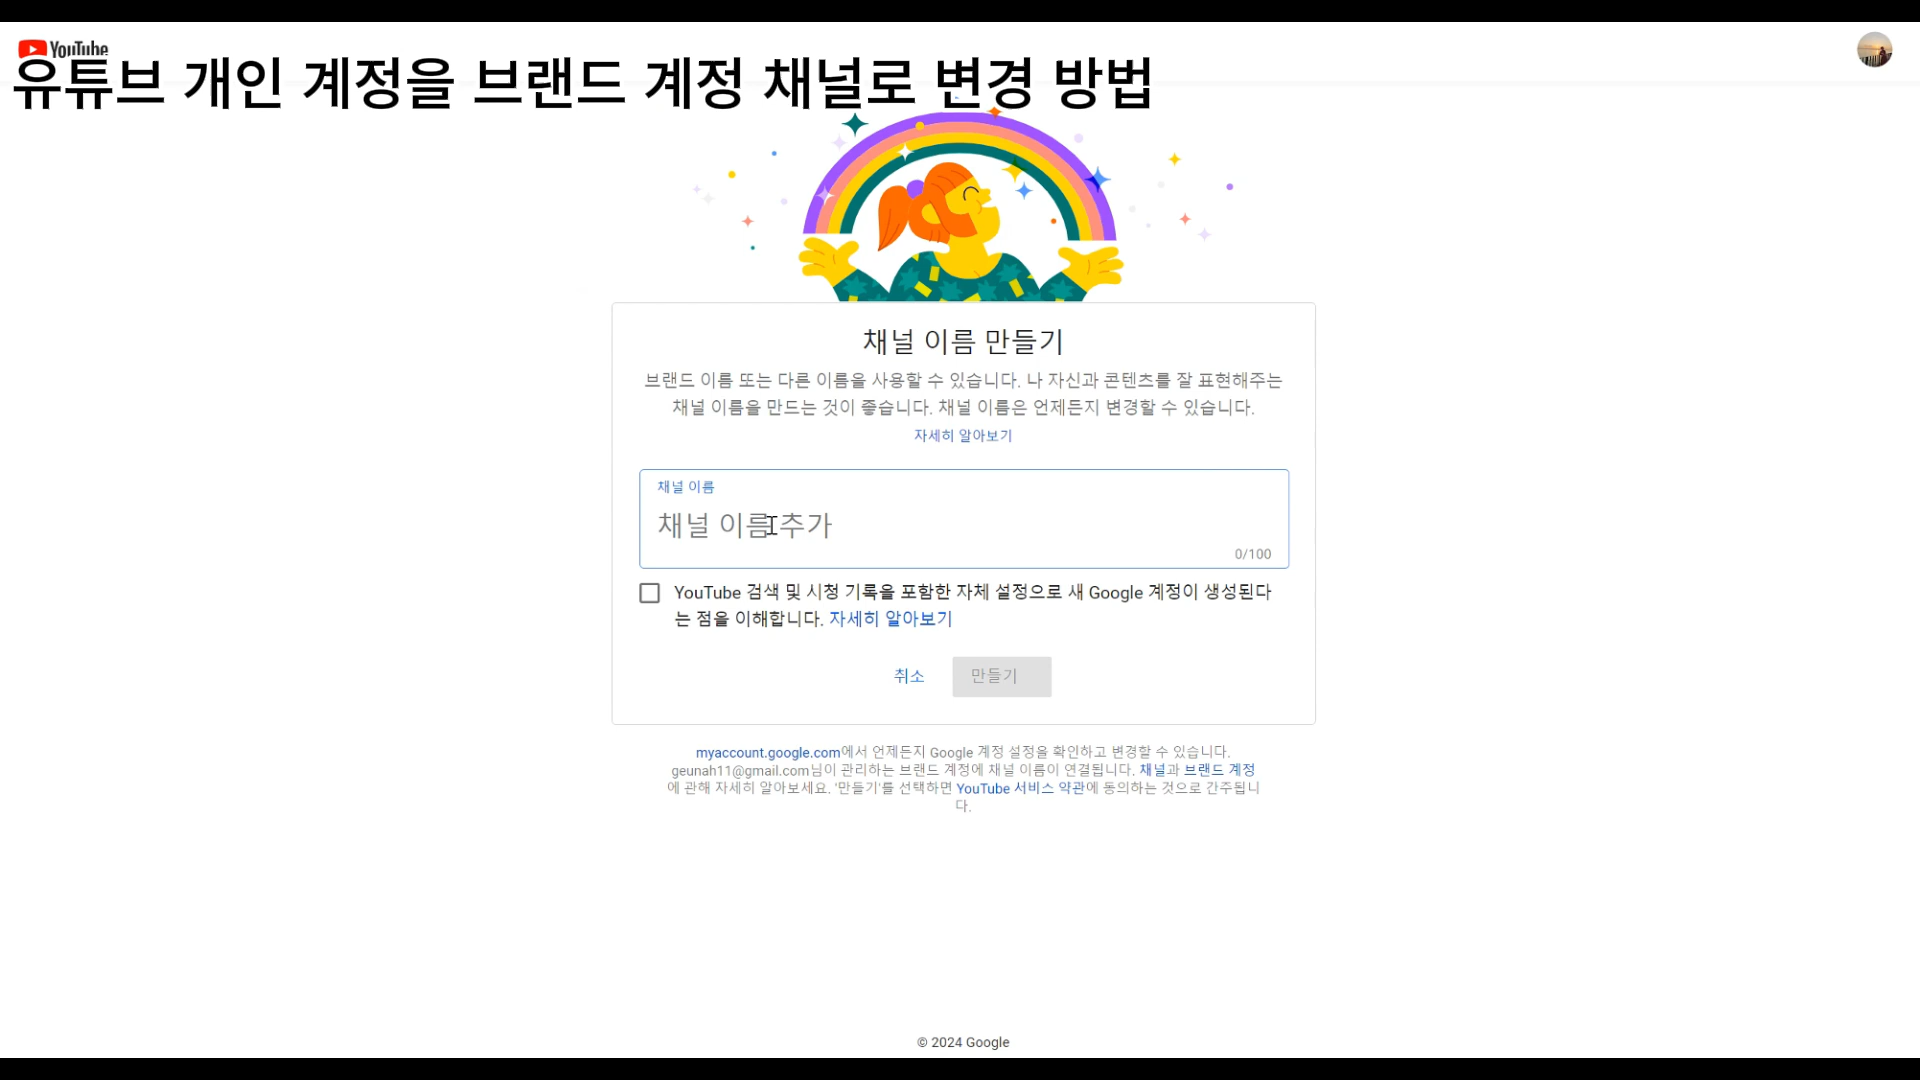 YouTube
유튜브 개인 계정을 브랜드 계정 채널로 변경 방법
채널 이름 만들기
브랜드 이름 또는 다른 이름을 사용할 수 있습니다. 나 자신과 콘텐츠를 잘 표현해주는
채널 이름을 만드는 것이 좋습니다. 채널 이름은 언제든지 변경할 수 있습니다.
자세히 알아보기
채널 이름
채널 이름 추가
0/100
YouTube 검색 및 시청 기록을 포함한 자체 설정으로 새 Google 계정이 생성된다
는 점을 이해합니다. 자세히 알아보기
취소
만들기
myaccount.google.com에서 언제든지 Google 계정 설정을 확인하고 변경할 수 있습니다.
geunah11@gmail.com님이 관리하는 브랜드 계정에 채널 이름이 연결됩니다. 채널과 브랜드 계정
에 관해 자세히 알아보세요. '만들기'를 선택하면 YouTube 서비스 약관에 동의하는 것으로 간주됩니
다.
© 2024 Google